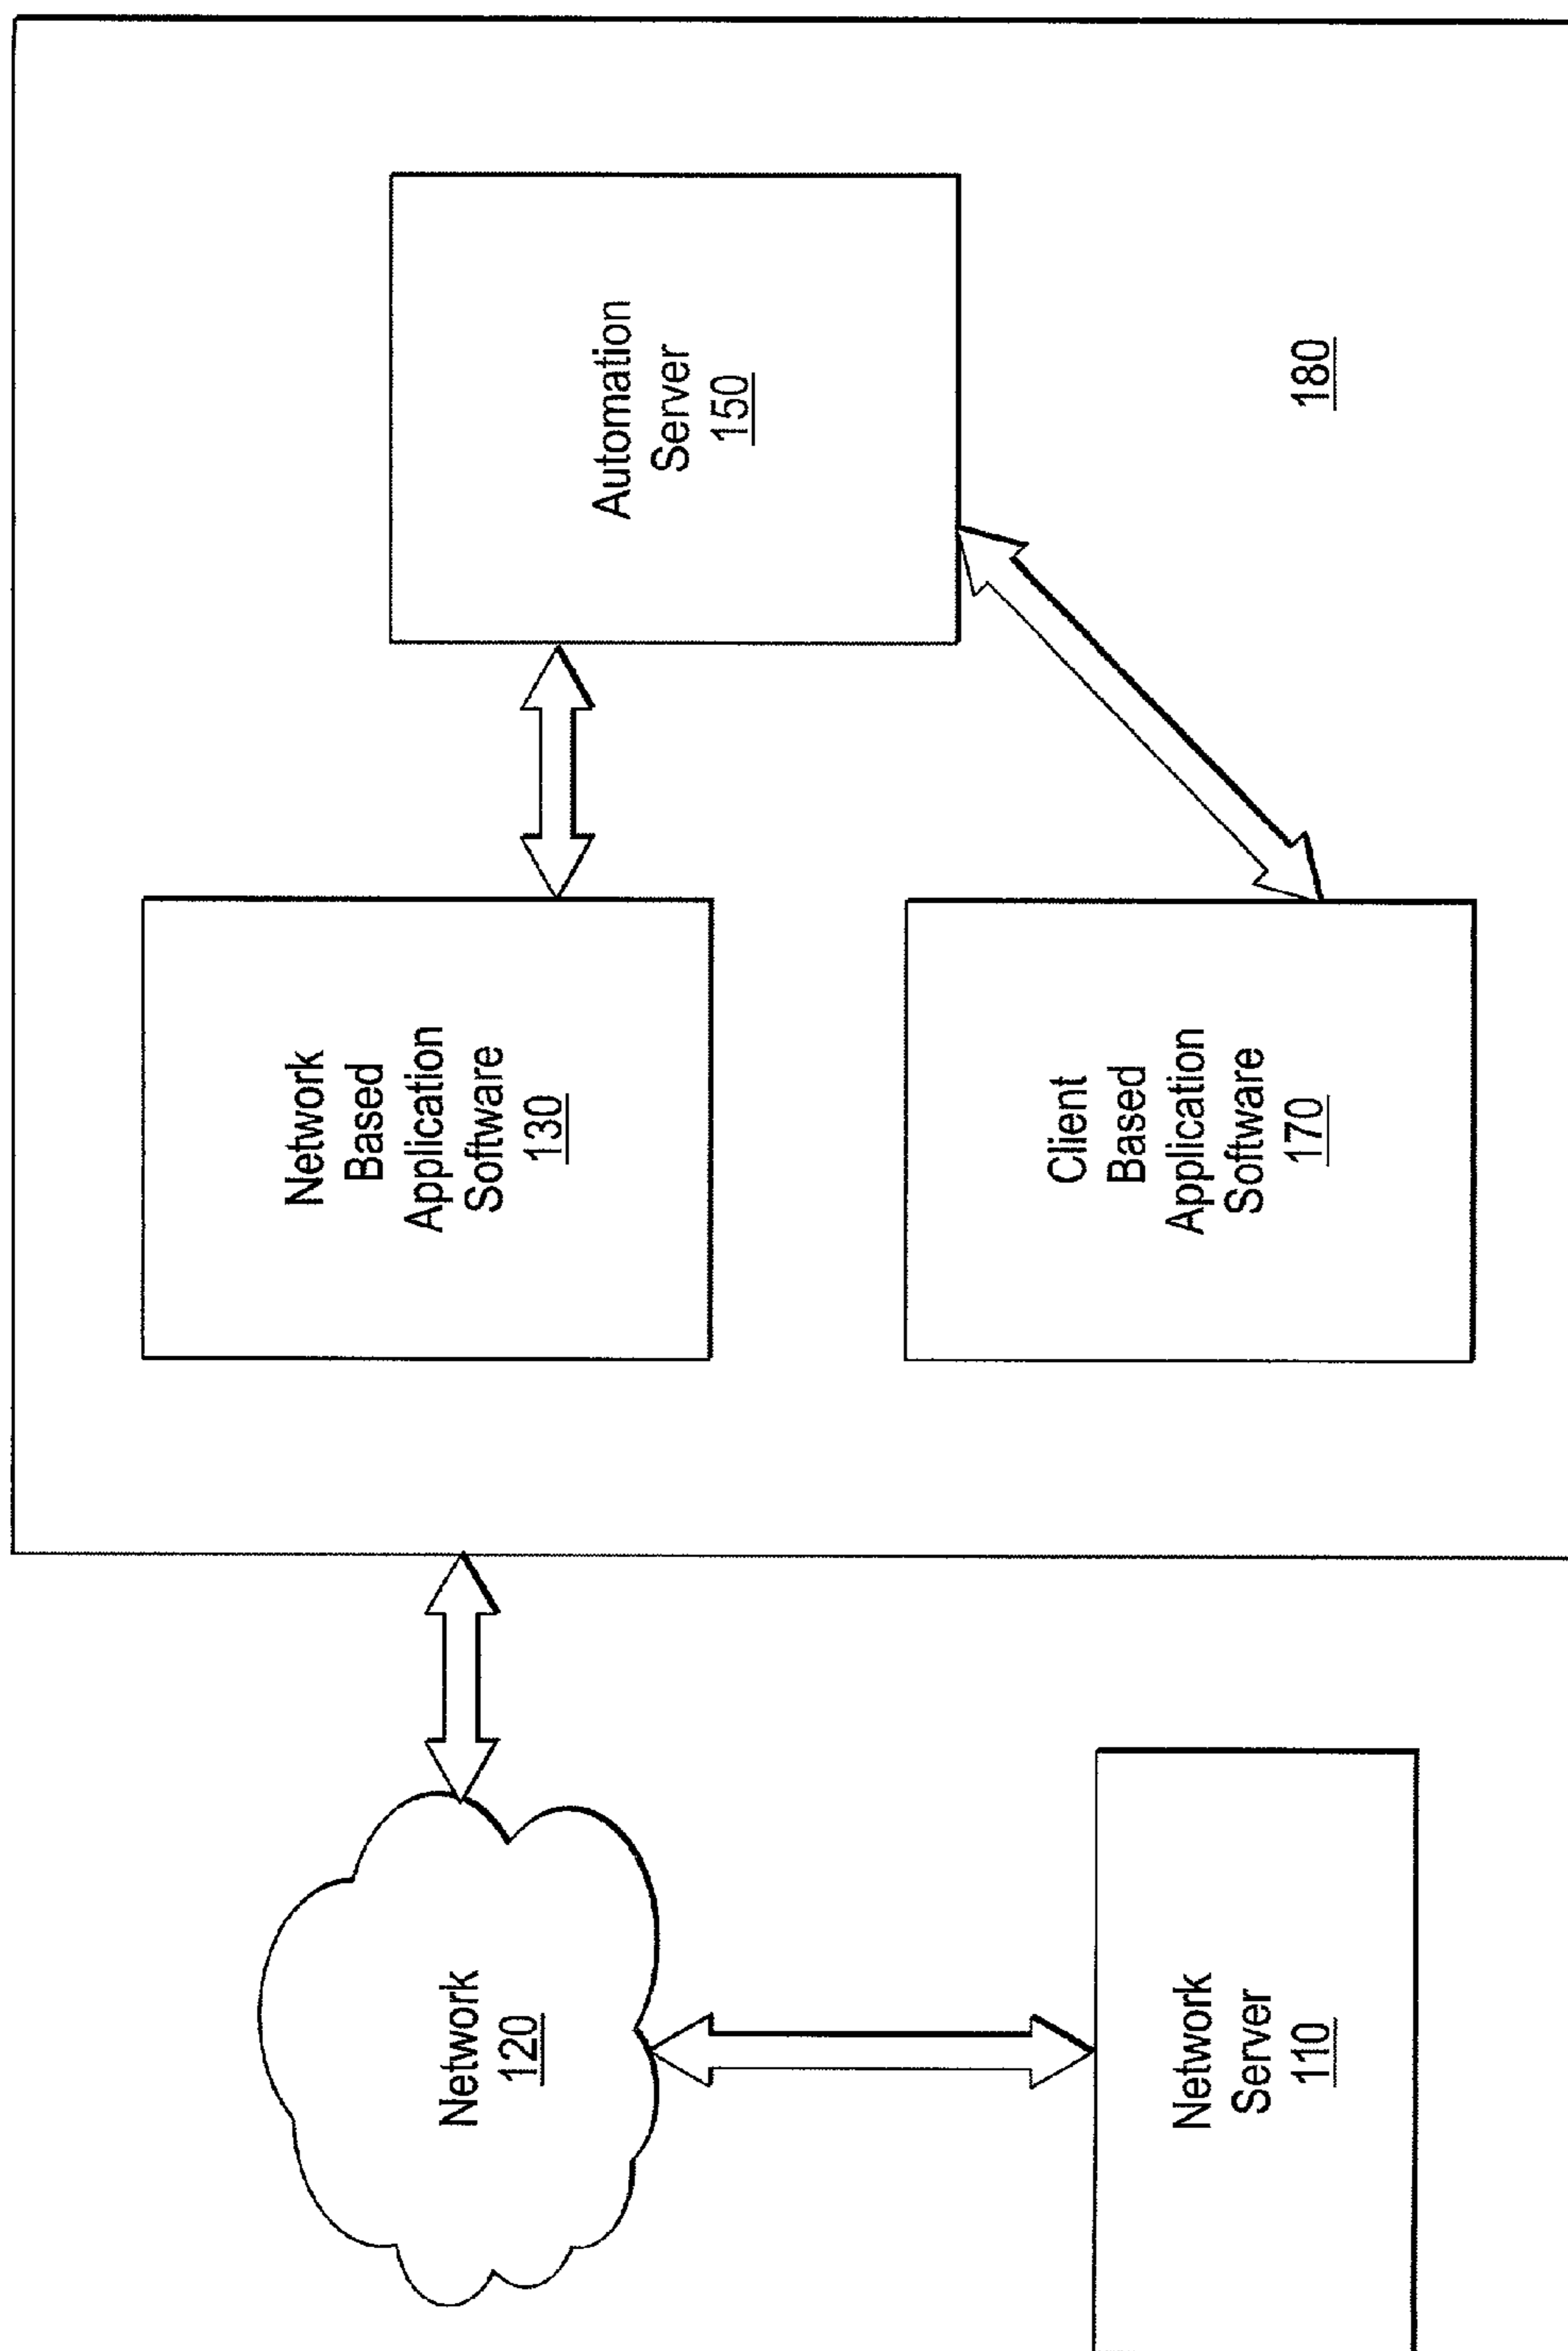 Network
120
Network
Server
110
Network
Based
Application
Software
130
Client
Based
Application
Software
170
Automation
Server
150
180